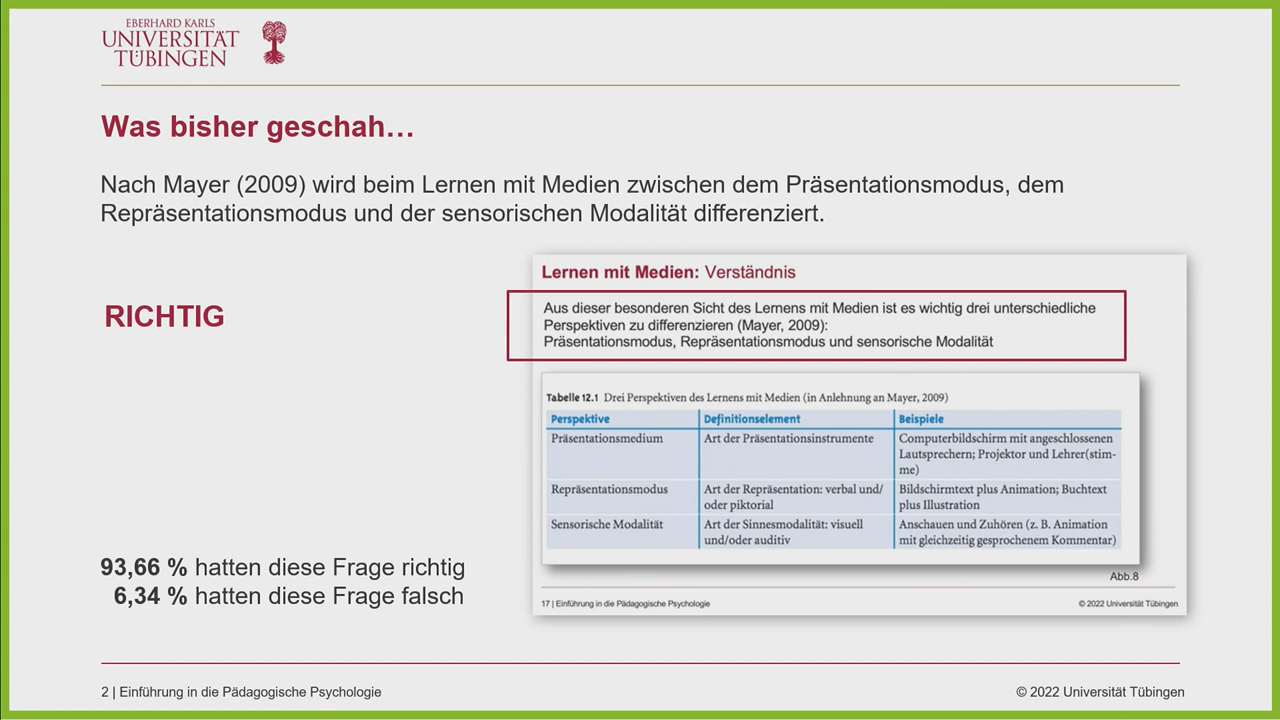 EBERHARD KARLS
UNIVERSITÄT
TÜBINGEN
Was bisher geschah…
Nach Mayer (2009) wird beim Lernen mit Medien zwischen dem Präsentationsmodus, dem
Repräsentationsmodus und der sensorischen Modalität differenziert.
RICHTIG
93,66 % hatten diese Frage richtig
6,34 % hatten diese Frage falsch
Lernen mit Medien: Verständnis
Aus dieser besonderen Sicht des Lernens mit Medien ist es wichtig drei unterschiedliche
Perspektiven zu differenzieren (Mayer, 2009):
Präsentationsmodus, Repräsentationsmodus und sensorische Modalität
Tabelle 12.1 Drei Perspektiven des Lernens mit Medien (in Anlehnung an Mayer, 2009)
Perspektive Definitionselement Beispiele
Präsentationsmedium Art der Präsentationsinstrumente Computerbildschirm mit angeschlossenen
Lautsprechern; Projektor und Lehrer(stim-
me)
Repräsentationsmodus Art der Repräsentation: verbal und/ Bildschirmtext plus Animation; Buchtext
oder piktorial plus Illustration
Sensorische Modalität Art der Sinnesmodalität: visuell Anschauen und Zuhören (z. B. Animation
und/oder auditiv mit gleichzeitig gesprochenem Kommentar)
Abb.8
17 | Einführung in die Pädagogische Psychologie © 2022 Universität Tübingen
2 | Einführung in die Pädagogische Psychologie © 2022 Universität Tübingen